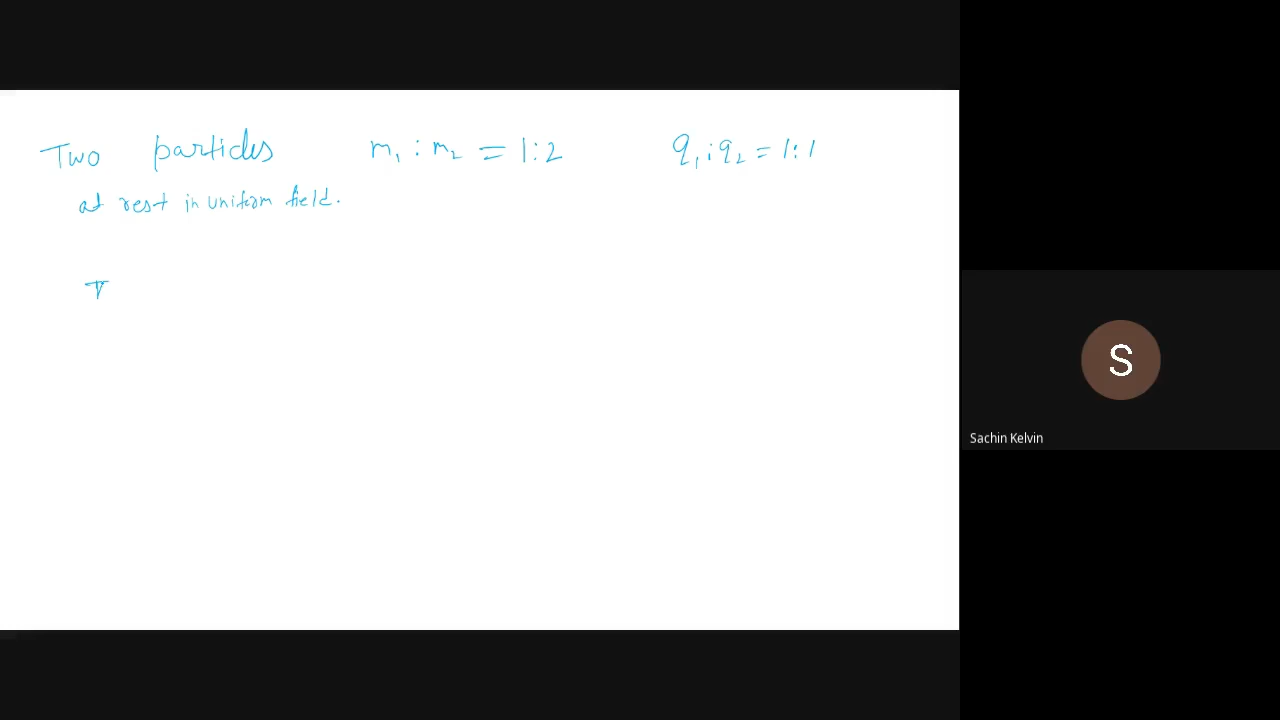 Two particles m₁ : m₂ = 1:2 q₁ : q₂ = 1:1
at rest in uniform field.
T
S
Sachin Kelvin